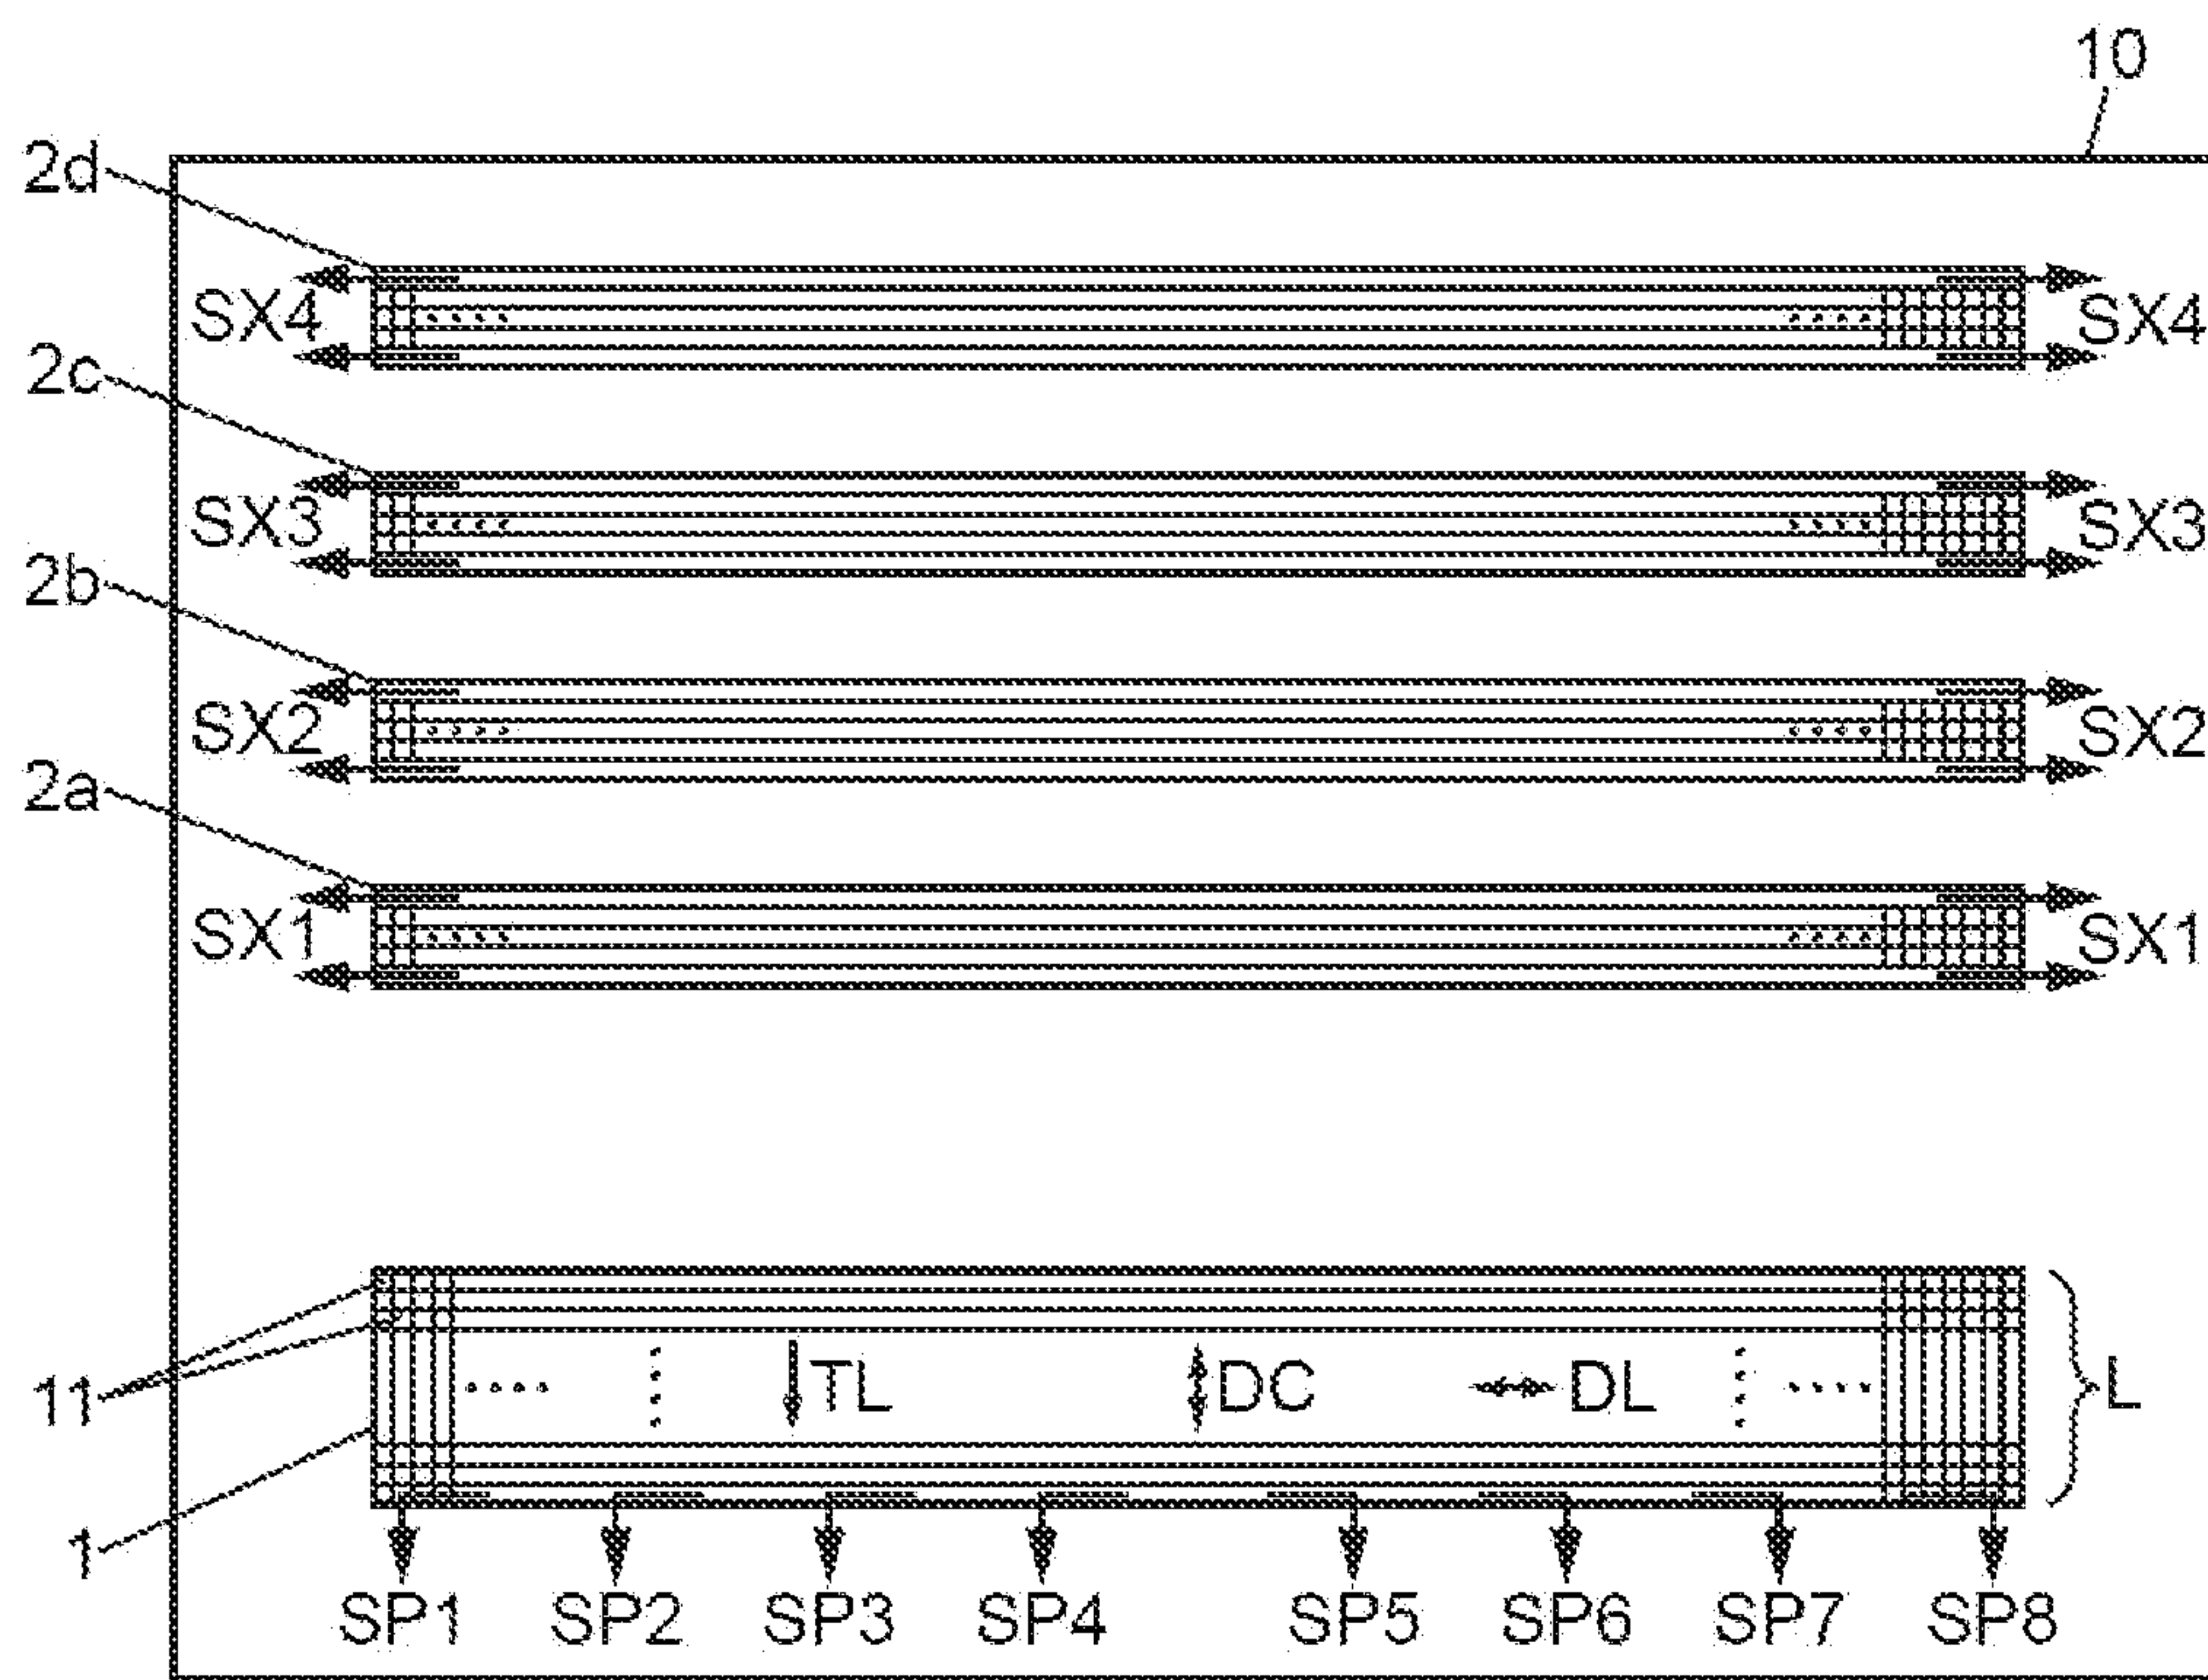 10
2d
SX4 SX4
2c
SX3 SX3
2b
SX2 SX2
2a
SX1 SX1
11 TL DC DL L
1
SP1 SP2 SP3 SP4 SP5 SP6 SP7 SP8